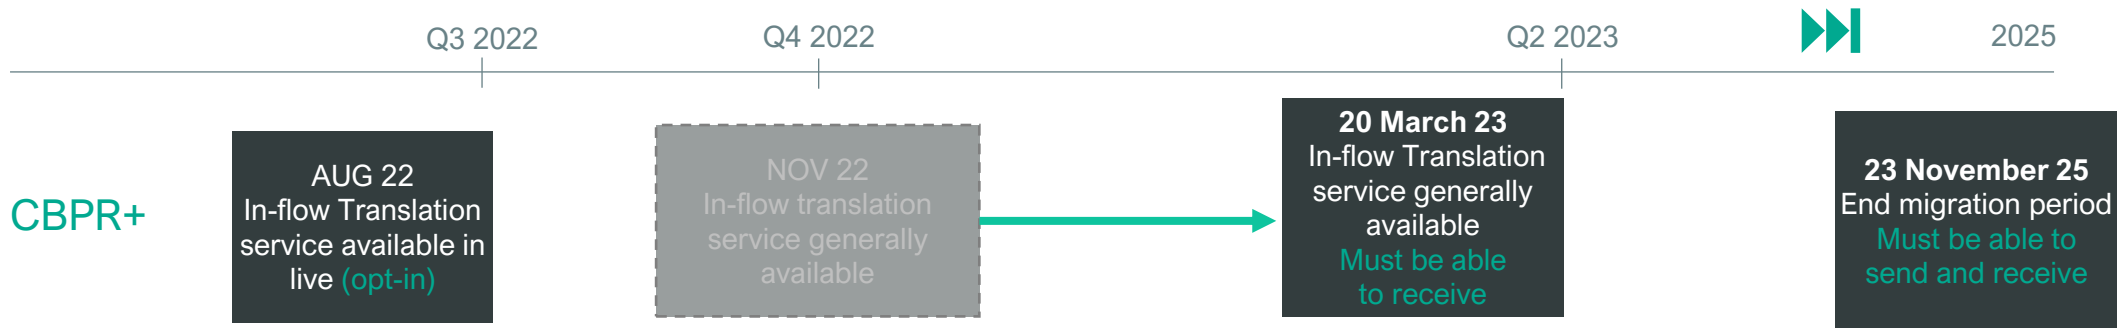 Q3 2022
Q4 2022
Q2 2023
2025
CBPR+
AUG 22
In-flow Translation
service available in
live (opt-in)
NOV 22
In-flow translation
service generally
available
20 March 23
In-flow Translation
service generally
available
Must be able
to receive
23 November 25
End migration period
Must be able to
send and receive